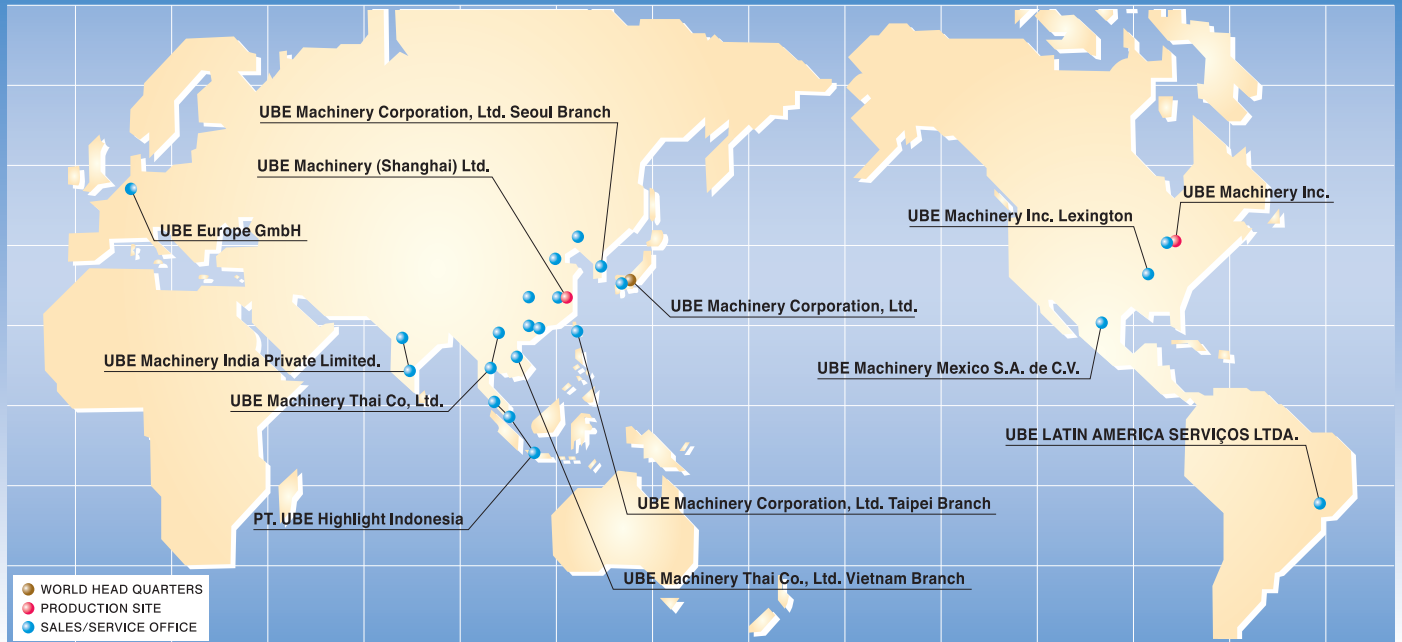 UBE Machinery Corporation, Ltd. Seoul Branch
UBE Machinery (Shanghai) Ltd.
UBE Machinery Inc.
UBE Machinery Inc. Lexington
UBE Europe GmbH
UBE Machinery Corporation, Ltd.
UBE Machinery India Private Limited.
UBE Machinery Mexico S.A. de C.V.
UBE Machinery Thai Co, Ltd.
UBE LATIN AMERICA SERVIÇOS LTDA.
UBE Machinery Corporation, Ltd. Taipei Branch
PT. UBE Highlight Indonesia
UBE Machinery Thai Co., Ltd. Vietnam Branch
WORLD HEAD QUARTERS
PRODUCTION SITE
SALES/SERVICE OFFICE